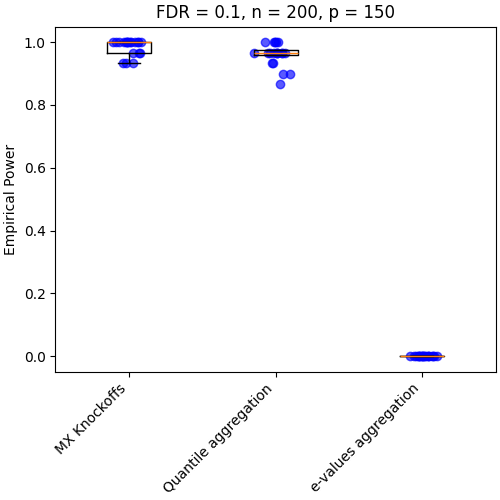 FDR = 0.1, n = 200, p = 150
Empirical Power
1.0
0.8
0.6
0.4
0.2
0.0
MX Knockoffs
Quantile aggregation
e-values aggregation